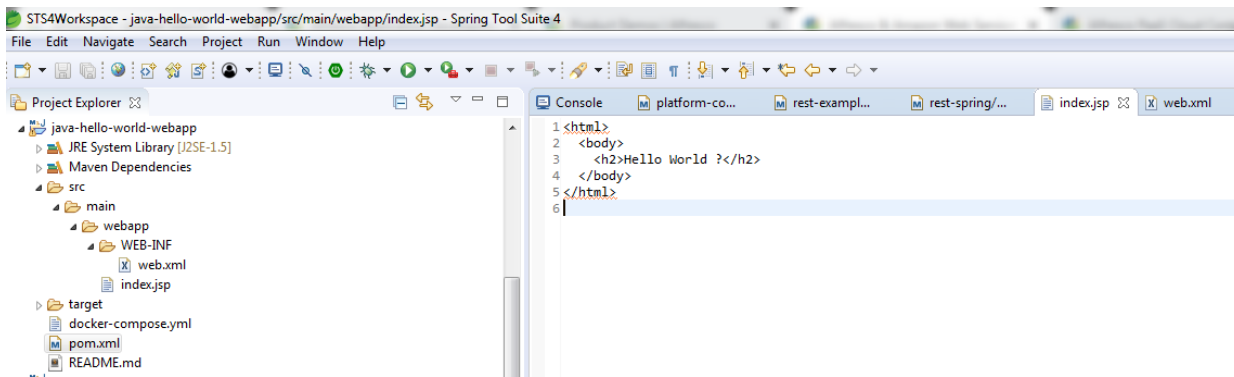 STS4Workspace - java-hello-world-webapp/src/main/webapp/index.jsp - Spring Tool Suite 4
File Edit Navigate Search Project Run Window Help
Project Explorer
Console platform-co... rest-exampl... rest-spring/... index.jsp web.xml
java-hello-world-webapp
JRE System Library [J2SE-1.5]
Maven Dependencies
src
main
webapp
WEB-INF
web.xml
index.jsp
target
docker-compose.yml
pom.xml
README.md
1 <html>
2 <body>
3 <h2>Hello World ?</h2>
4 </body>
5 </html>
6